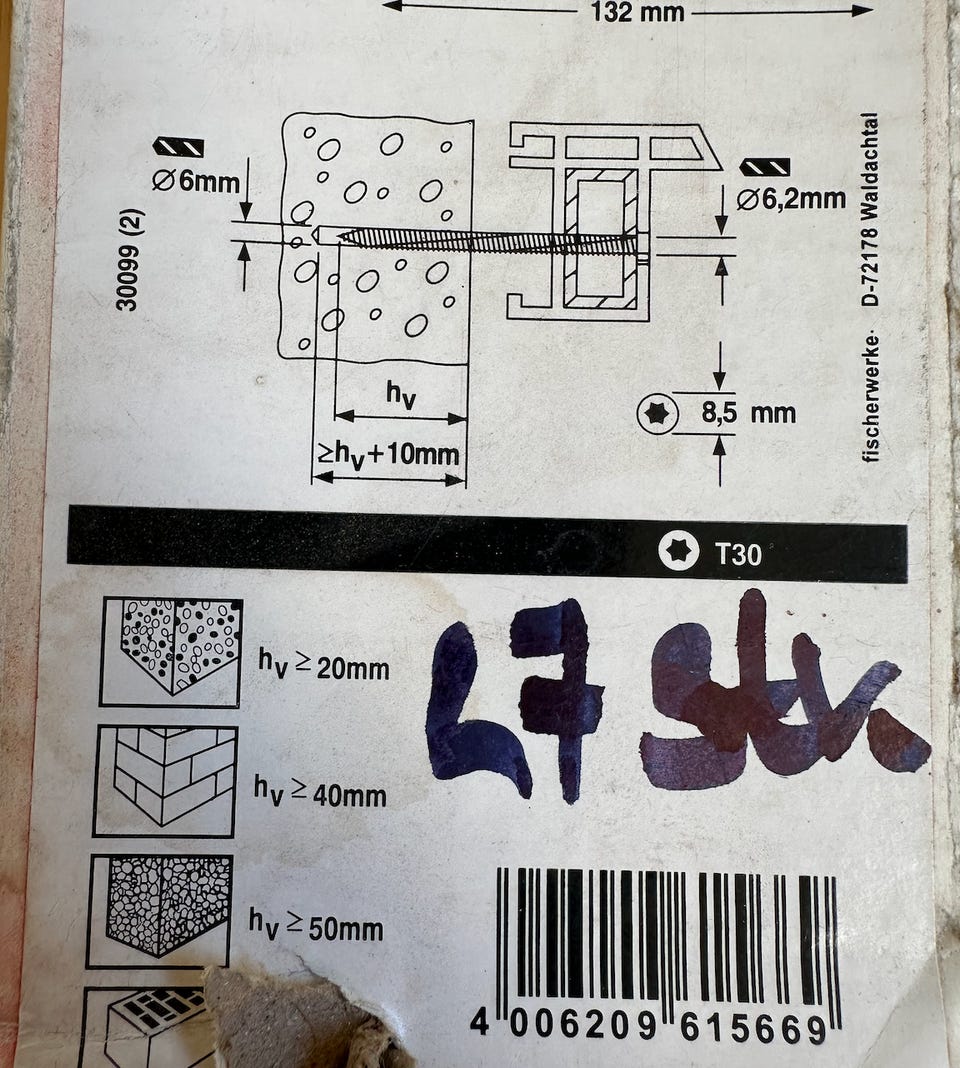 132 mm
Ø6mm
Ø6,2mm
30099 (2)
fischerwerke · D-72178 Waldachtal
hv
≥hv+10mm
8,5 mm
T30
hv ≥ 20mm
hv ≥ 40mm
hv ≥ 50mm
Stk
4 006209 615669